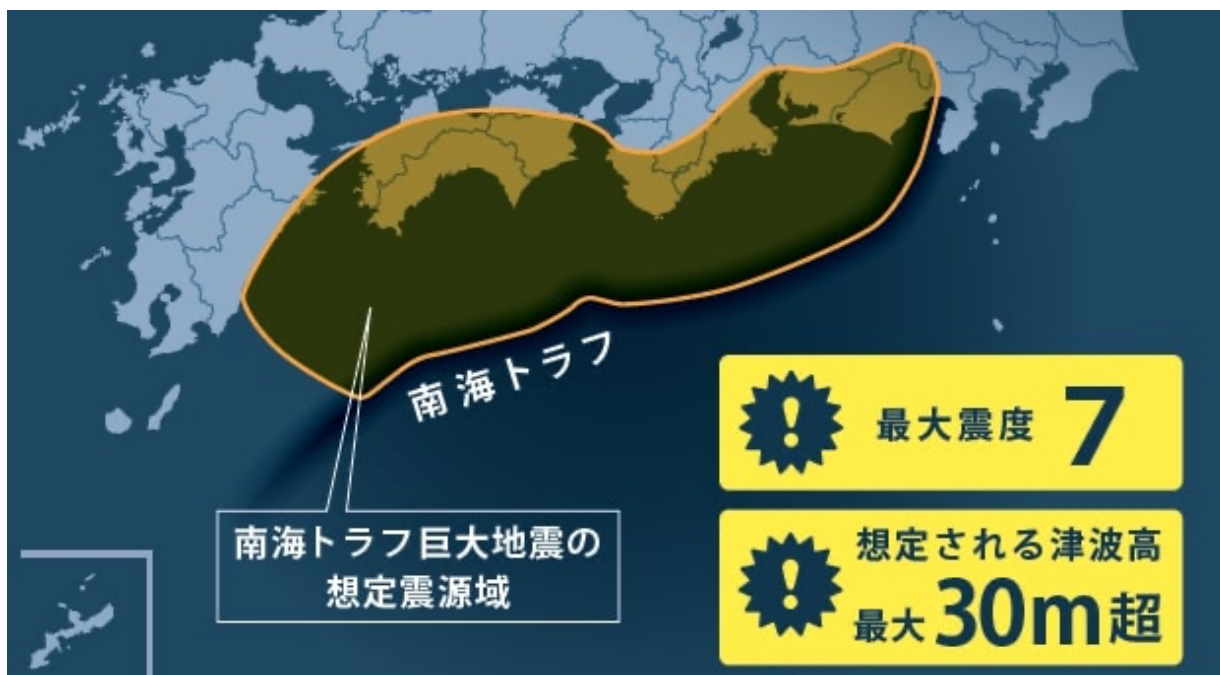 南海トラフ
南海トラフ巨大地震の
想定震源域
最大震度 7
想定される津波高
最大30m超